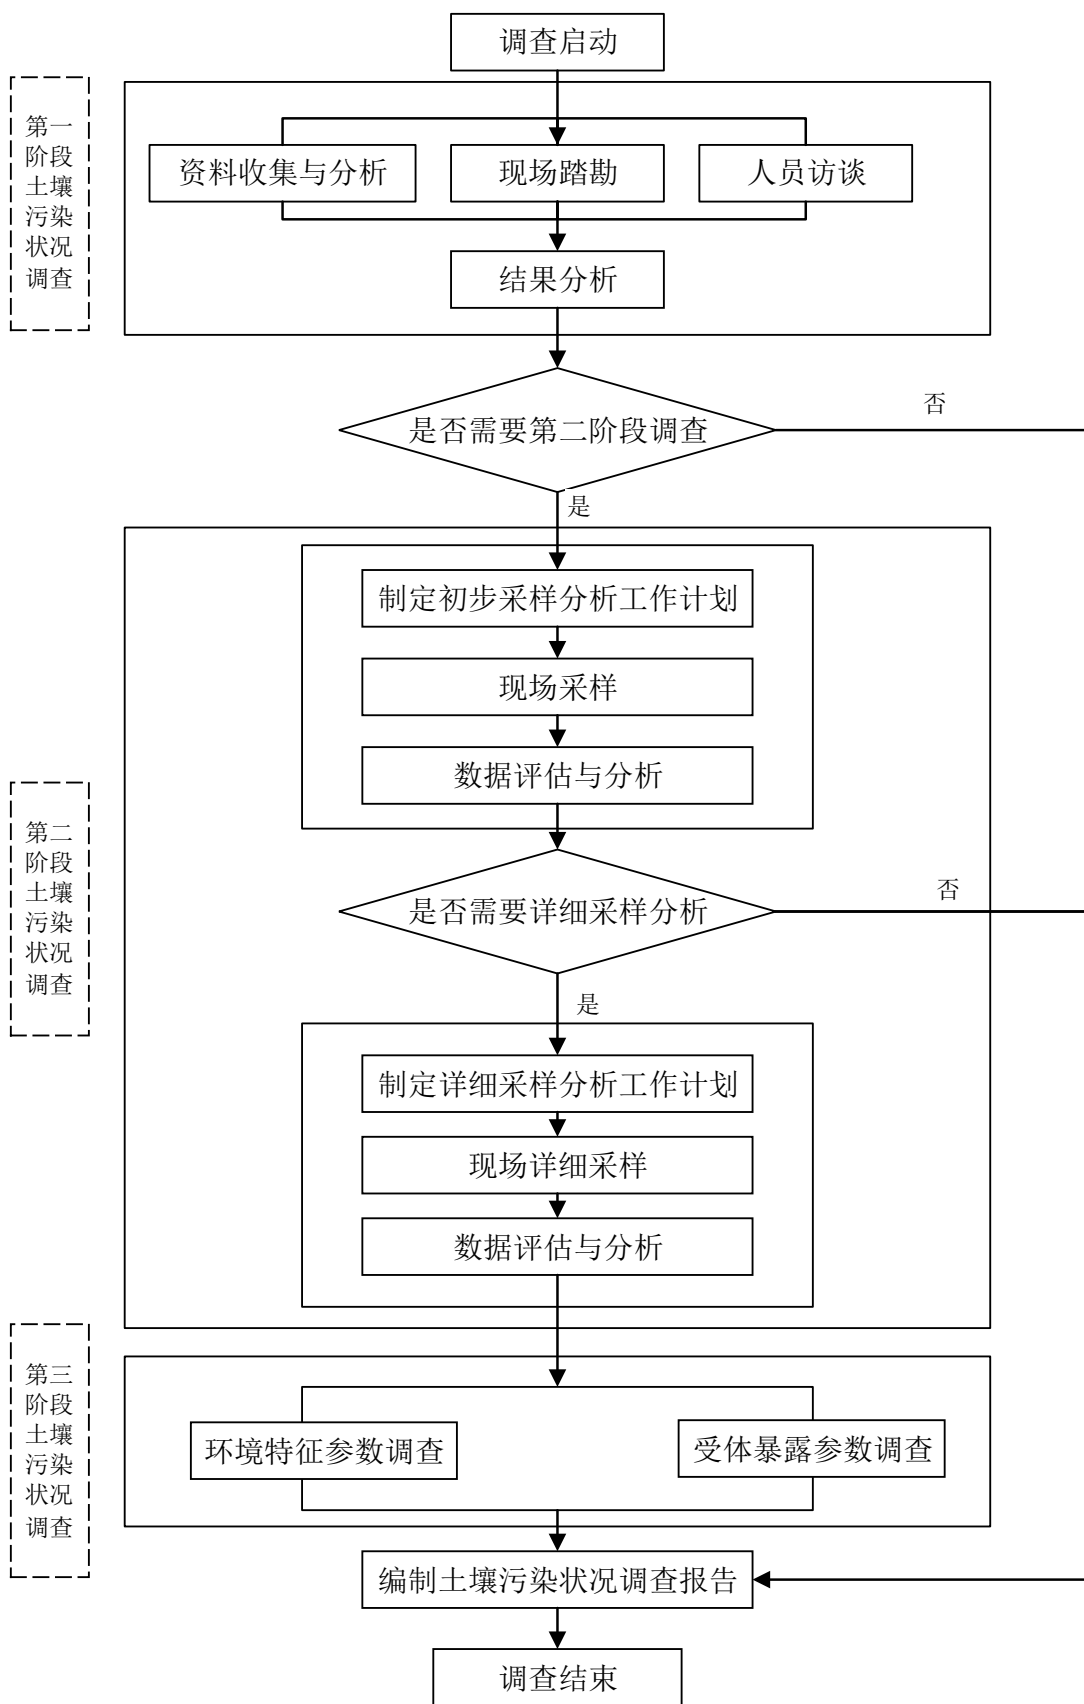 调查启动
第一
阶段
土壤
污染
状况
调查
资料收集与分析
现场踏勘
人员访谈
结果分析
是否需要第二阶段调查
否
是
第二
阶段
土壤
污染
状况
调查
制定初步采样分析工作计划
现场采样
数据评估与分析
是否需要详细采样分析
否
是
制定详细采样分析工作计划
现场详细采样
数据评估与分析
第三
阶段
土壤
污染
状况
调查
环境特征参数调查
受体暴露参数调查
编制土壤污染状况调查报告
调查结束